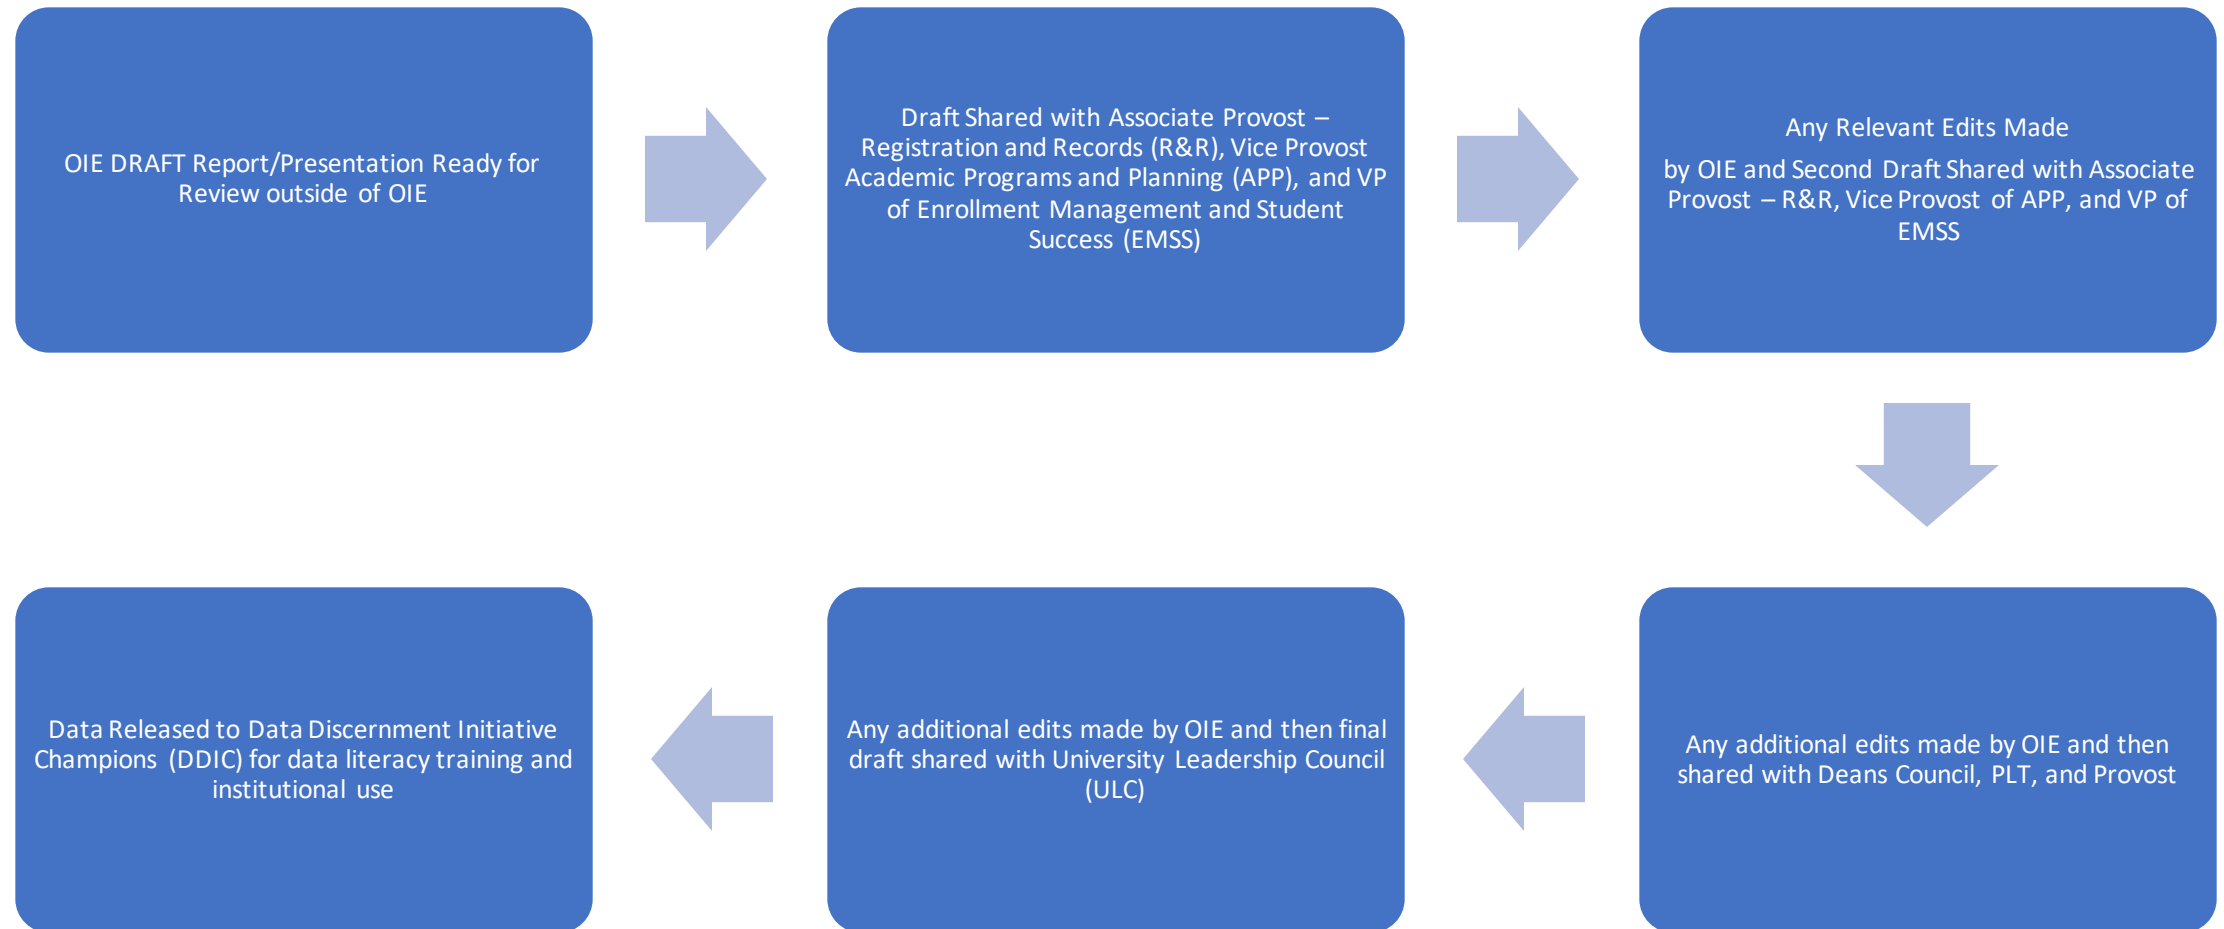 OIE DRAFT Report/Presentation Ready for
Review outside of OIE
Draft Shared with Associate Provost –
Registration and Records (R&R), Vice Provost
Academic Programs and Planning (APP), and VP
of Enrollment Management and Student
Success (EMSS)
Any Relevant Edits Made
by OIE and Second Draft Shared with Associate
Provost – R&R, Vice Provost of APP, and VP of
EMSS
Any additional edits made by OIE and then
shared with Deans Council, PLT, and Provost
Any additional edits made by OIE and then final
draft shared with University Leadership Council
(ULC)
Data Released to Data Discernment Initiative
Champions (DDIC) for data literacy training and
institutional use